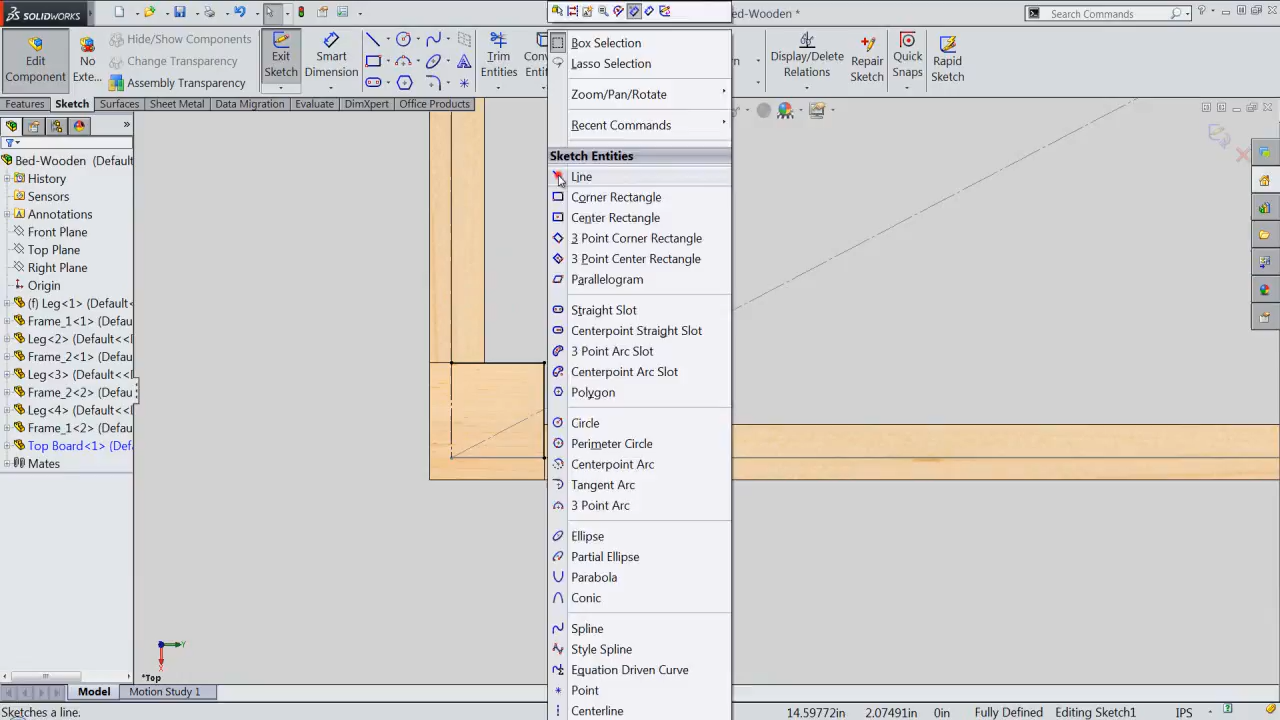 SOLIDWORKS
Bed-Wooden *
Search Commands
Edit Component
No Exte...
Hide/Show Components
Change Transparency
Assembly Transparency
Exit Sketch
Smart Dimension
Trim Entities
Display/Delete Relations
Repair Sketch
Quick Snaps
Rapid Sketch
Features
Sketch
Surfaces
Sheet Metal
Data Migration
Evaluate
DimXpert
Office Products
Bed-Wooden (Default
History
Sensors
Annotations
Front Plane
Top Plane
Right Plane
Origin
(f) Leg<1> (Default<
Frame_1<1> (Defau
Leg<2> (Default<<D
Frame_2<1> (Defau
Leg<3> (Default<<D
Frame_2<2> (Defau
Leg<4> (Default<<D
Frame_1<2> (Defau
Top Board<1> (Def
Mates
Box Selection
Lasso Selection
Zoom/Pan/Rotate
Recent Commands
Sketch Entities
Line
Corner Rectangle
Center Rectangle
3 Point Corner Rectangle
3 Point Center Rectangle
Parallelogram
Straight Slot
Centerpoint Straight Slot
3 Point Arc Slot
Centerpoint Arc Slot
Polygon
Circle
Perimeter Circle
Centerpoint Arc
Tangent Arc
3 Point Arc
Ellipse
Partial Ellipse
Parabola
Conic
Spline
Style Spline
Equation Driven Curve
Point
Centerline
*Top
Model
Motion Study 1
Sketches a line.
14.59772in
2.07491in
0in
Fully Defined
Editing Sketch1
IPS